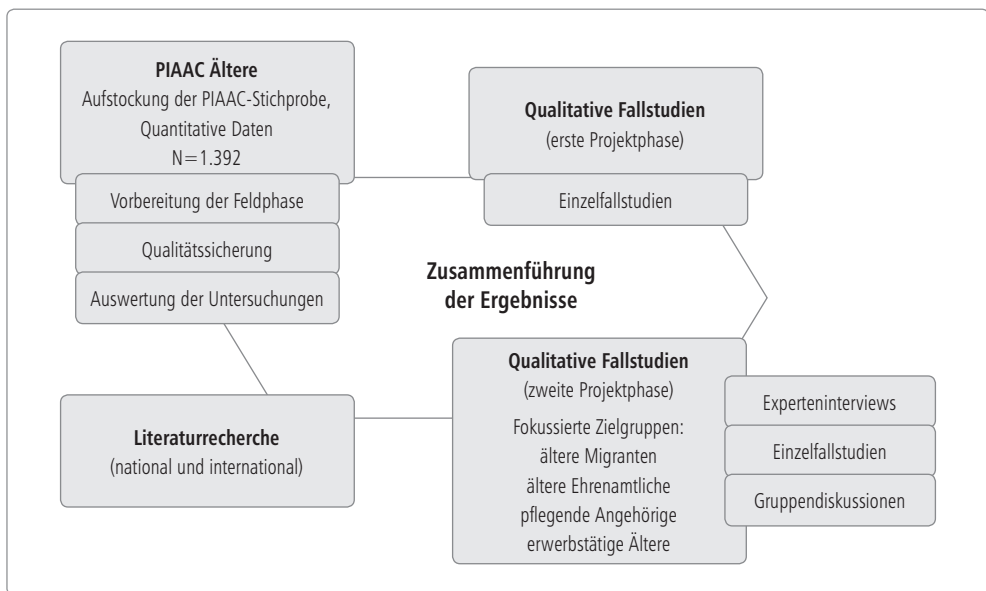 PIAAC Ältere
Aufstockung der PIAAC-Stichprobe,
Quantitative Daten
N=1.392
Vorbereitung der Feldphase
Qualitätssicherung
Auswertung der Untersuchungen
Qualitative Fallstudien
(erste Projektphase)
Einzelfallstudien
Zusammenführung
der Ergebnisse
Literaturrecherche
(national und international)
Qualitative Fallstudien
(zweite Projektphase)
Fokussierte Zielgruppen:
ältere Migranten
ältere Ehrenamtliche
pflegende Angehörige
erwerbstätige Ältere
Experteninterviews
Einzelfallstudien
Gruppendiskussionen